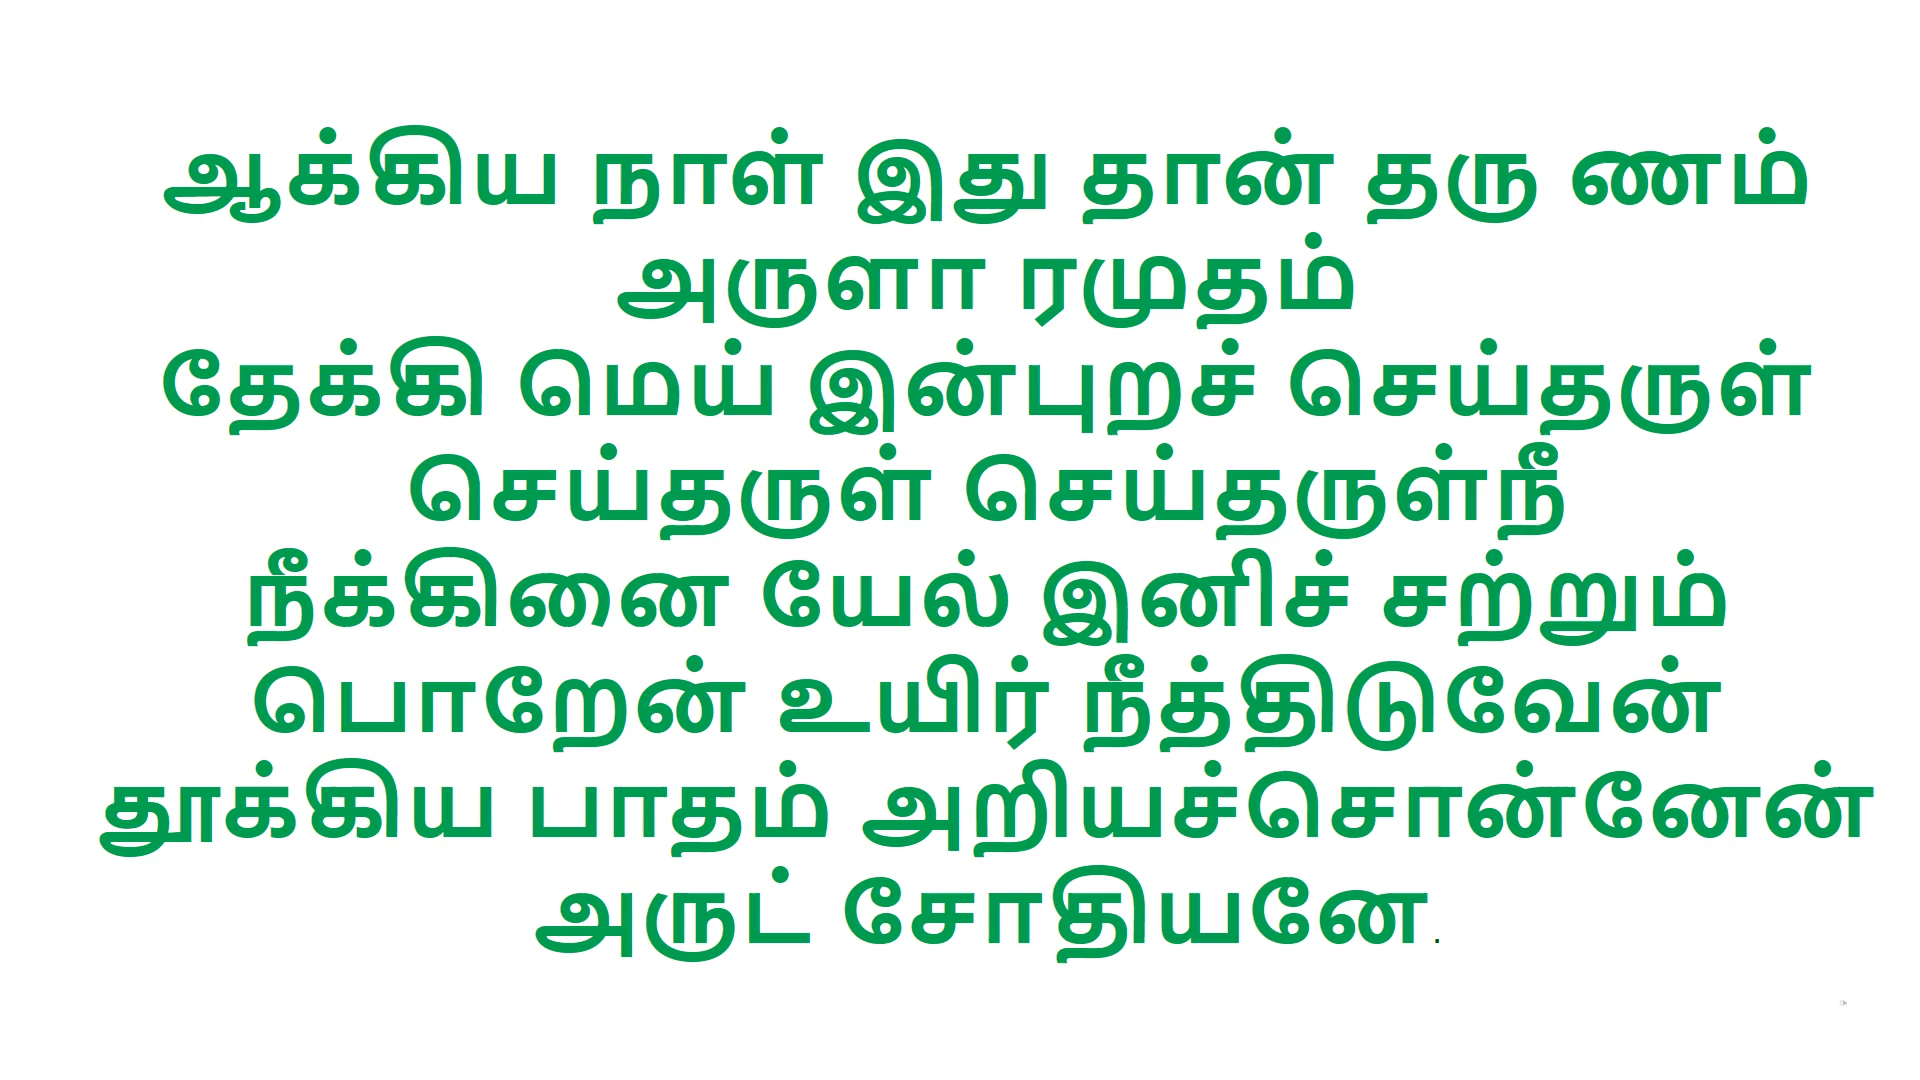 ஆக்கிய நாள் இது தான் தரு ணம்
அருளா ரமுதம்
தேக்கி மெய் இன்புறச் செய்தருள்
செய்தருள் செய்தருள்நீ
நீக்கினை யேல் இனிச் சற்றும்
பொறேன் உயிர் நீத்திடுவேன்
தூக்கிய பாதம் அறியச்சொன்னேன்
அருட் சோதியனே.